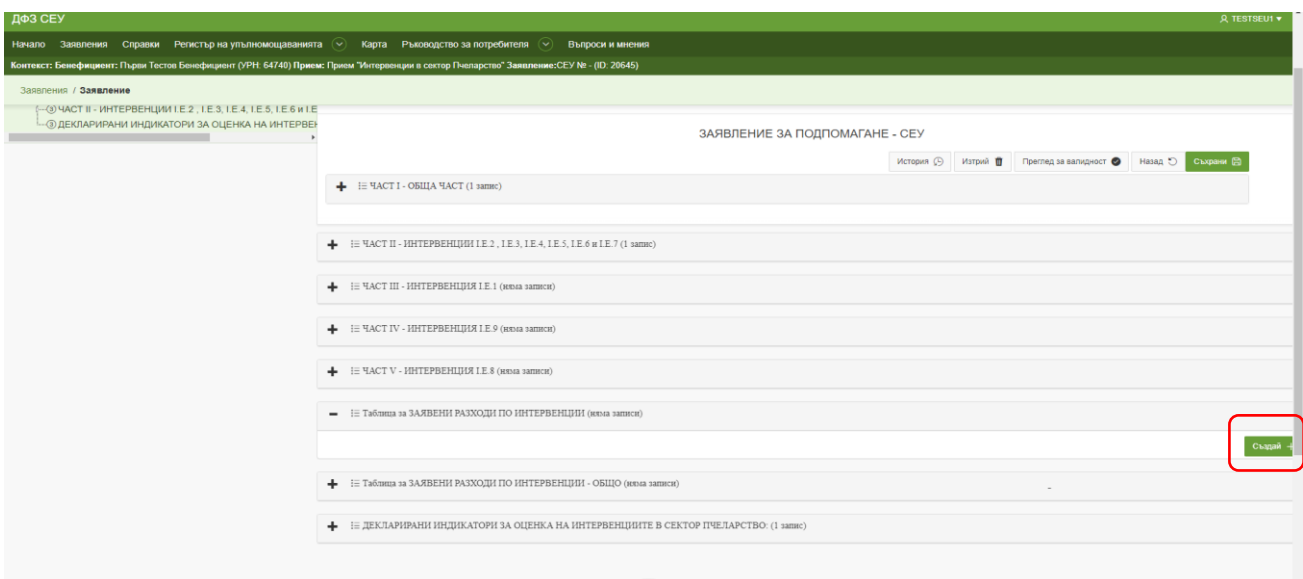 ДФЗ СЕУ
TESTSEU1
Начало Заявления Справки Регистър на упълномощаванията Карта Ръководство за потребителя Въпроси и мнения
Контекст: Бенефициент: Първи Тестов Бенефициент (УРН: 64740) Прием: Прием "Интервенции в сектор Пчеларство" Заявление:СЕУ № - (ID: 20645)
Заявления / Заявление
③ ЧАСТ II - ИНТЕРВЕНЦИИ I.E.2 , I.E.3, I.E.4, I.E.5, I.E.6 и I.E
③ ДЕКЛАРИРАНИ ИНДИКАТОРИ ЗА ОЦЕНКА НА ИНТЕРВЕН
ЗАЯВЛЕНИЕ ЗА ПОДПОМАГАНЕ - СЕУ
История Изтрий Преглед за валидност Назад Съхрани
ЧАСТ I - ОБЩА ЧАСТ (1 запис)
ЧАСТ II - ИНТЕРВЕНЦИИ I.E.2 , I.E.3, I.E.4, I.E.5, I.E.6 и I.E.7 (1 запис)
ЧАСТ III - ИНТЕРВЕНЦИЯ I.E.1 (няма записи)
ЧАСТ IV - ИНТЕРВЕНЦИЯ I.E.9 (няма записи)
ЧАСТ V - ИНТЕРВЕНЦИЯ I.E.8 (няма записи)
Таблица за ЗАЯВЕНИ РАЗХОДИ ПО ИНТЕРВЕНЦИИ (няма записи)
Създай +
Таблица за ЗАЯВЕНИ РАЗХОДИ ПО ИНТЕРВЕНЦИИ - ОБЩО (няма записи)
ДЕКЛАРИРАНИ ИНДИКАТОРИ ЗА ОЦЕНКА НА ИНТЕРВЕНЦИИТЕ В СЕКТОР ПЧЕЛАРСТВО: (1 запис)